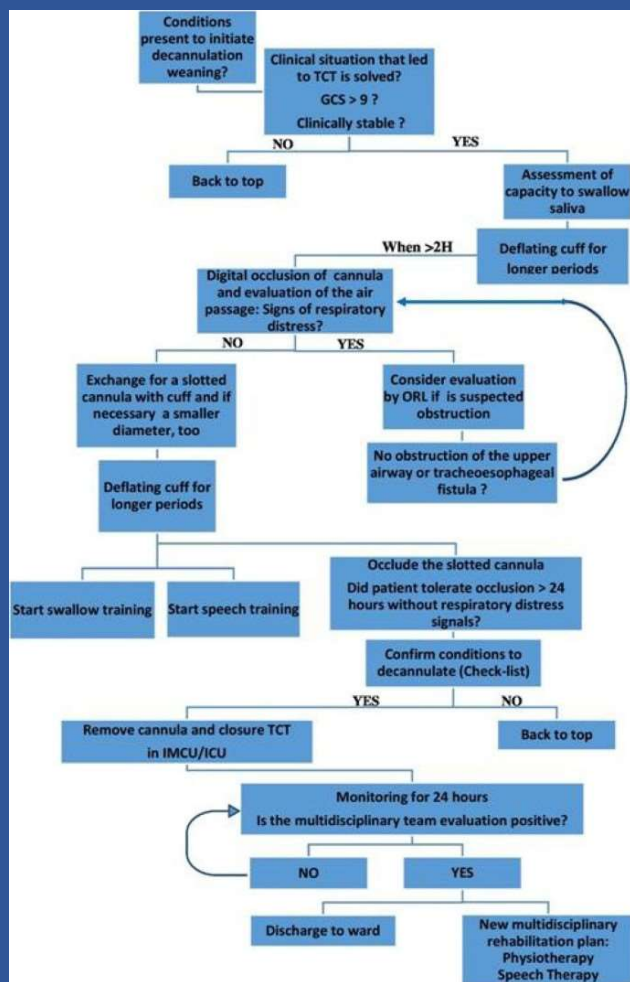 Conditions
present to initiate
decannulation
weaning?
Clinical situation that led
to TCT is solved?
GCS > 9 ?
Clinically stable ?
NO
YES
Back to top
Assessment of
capacity to swallow
saliva
When >2H
Deflating cuff for
longer periods
Digital occlusion of cannula
and evaluation of the air
passage: Signs of respiratory
distress?
NO
YES
Exchange for a slotted
cannula with cuff and if
necessary a smaller
diameter, too
Consider evaluation
by ORL if is suspected
obstruction
No obstruction of the upper
airway or tracheoesophageal
fistula ?
Deflating cuff for
longer periods
Start swallow training
Start speech training
Occlude the slotted cannula
Did patient tolerate occlusion > 24
hours without respiratory distress
signals?
Confirm conditions to
decannulate (Check-list)
YES
NO
Remove cannula and closure TCT
in IMCU/ICU
Back to top
Monitoring for 24 hours
Is the multidisciplinary team evaluation positive?
NO
YES
Discharge to ward
New multidisciplinary
rehabilitation plan:
Physiotherapy
Speech Therapy